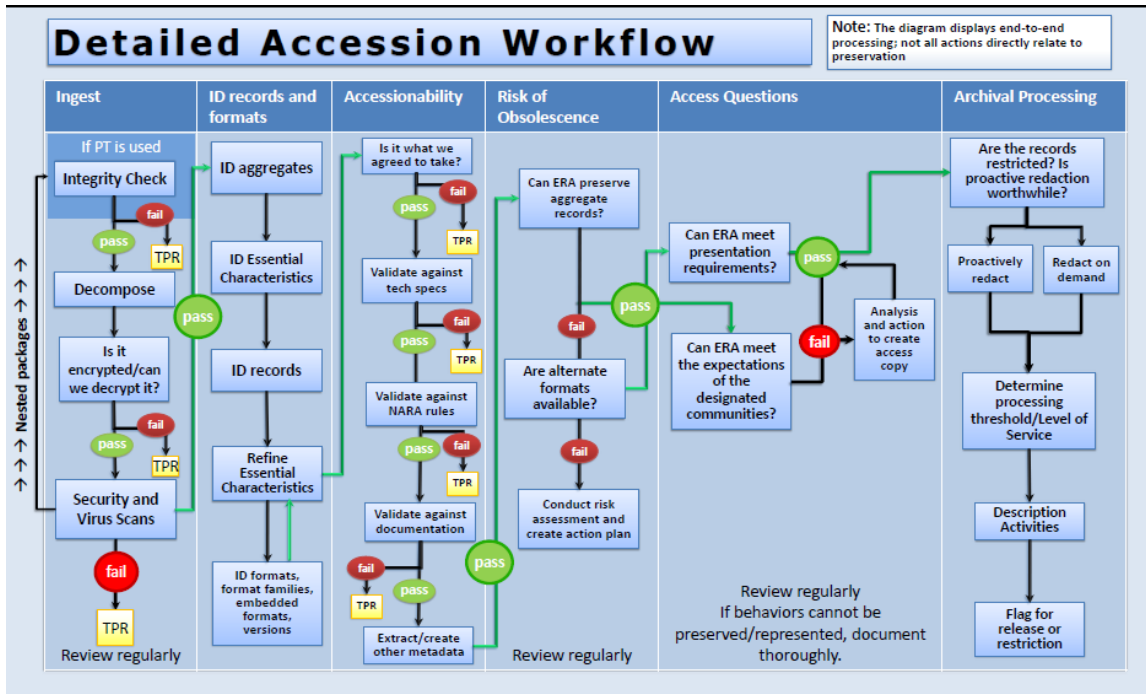 Detailed Accession Workflow
Note: The diagram displays end-to-end
processing; not all actions directly relate to
preservation
Ingest
If PT is used
Integrity Check
fail
pass
TPR
Decompose
Is it
encrypted/can
we decrypt it?
fail
pass
TPR
Security and
Virus Scans
fail
TPR
Review regularly
↑ ↑ ↑ ↑ Nested packages ↑ ↑ ↑ ↑ ↑
pass
ID records and
formats
ID aggregates
ID Essential
Characteristics
ID records
Refine
Essential
Characteristics
ID formats,
format families,
embedded
formats,
versions
Accessionability
Is it what we
agreed to take?
fail
pass
TPR
Validate against
tech specs
fail
pass
TPR
Validate against
NARA rules
fail
pass
TPR
Validate against
documentation
fail
pass
TPR
Extract/create
other metadata
pass
Risk of
Obsolescence
Can ERA preserve
aggregate
records?
fail
Are alternate
formats
available?
fail
Conduct risk
assessment and
create action plan
Review regularly
pass
Access Questions
Can ERA meet
presentation
requirements?
pass
Can ERA meet
the expectations
of the
designated
communities?
fail
Analysis
and action
to create
access
copy
Review regularly
If behaviors cannot be
preserved/represented, document
thoroughly.
Archival Processing
Are the records
restricted? Is
proactive redaction
worthwhile?
Proactively
redact
Redact on
demand
Determine
processing
threshold/Level of
Service
Description
Activities
Flag for
release or
restriction